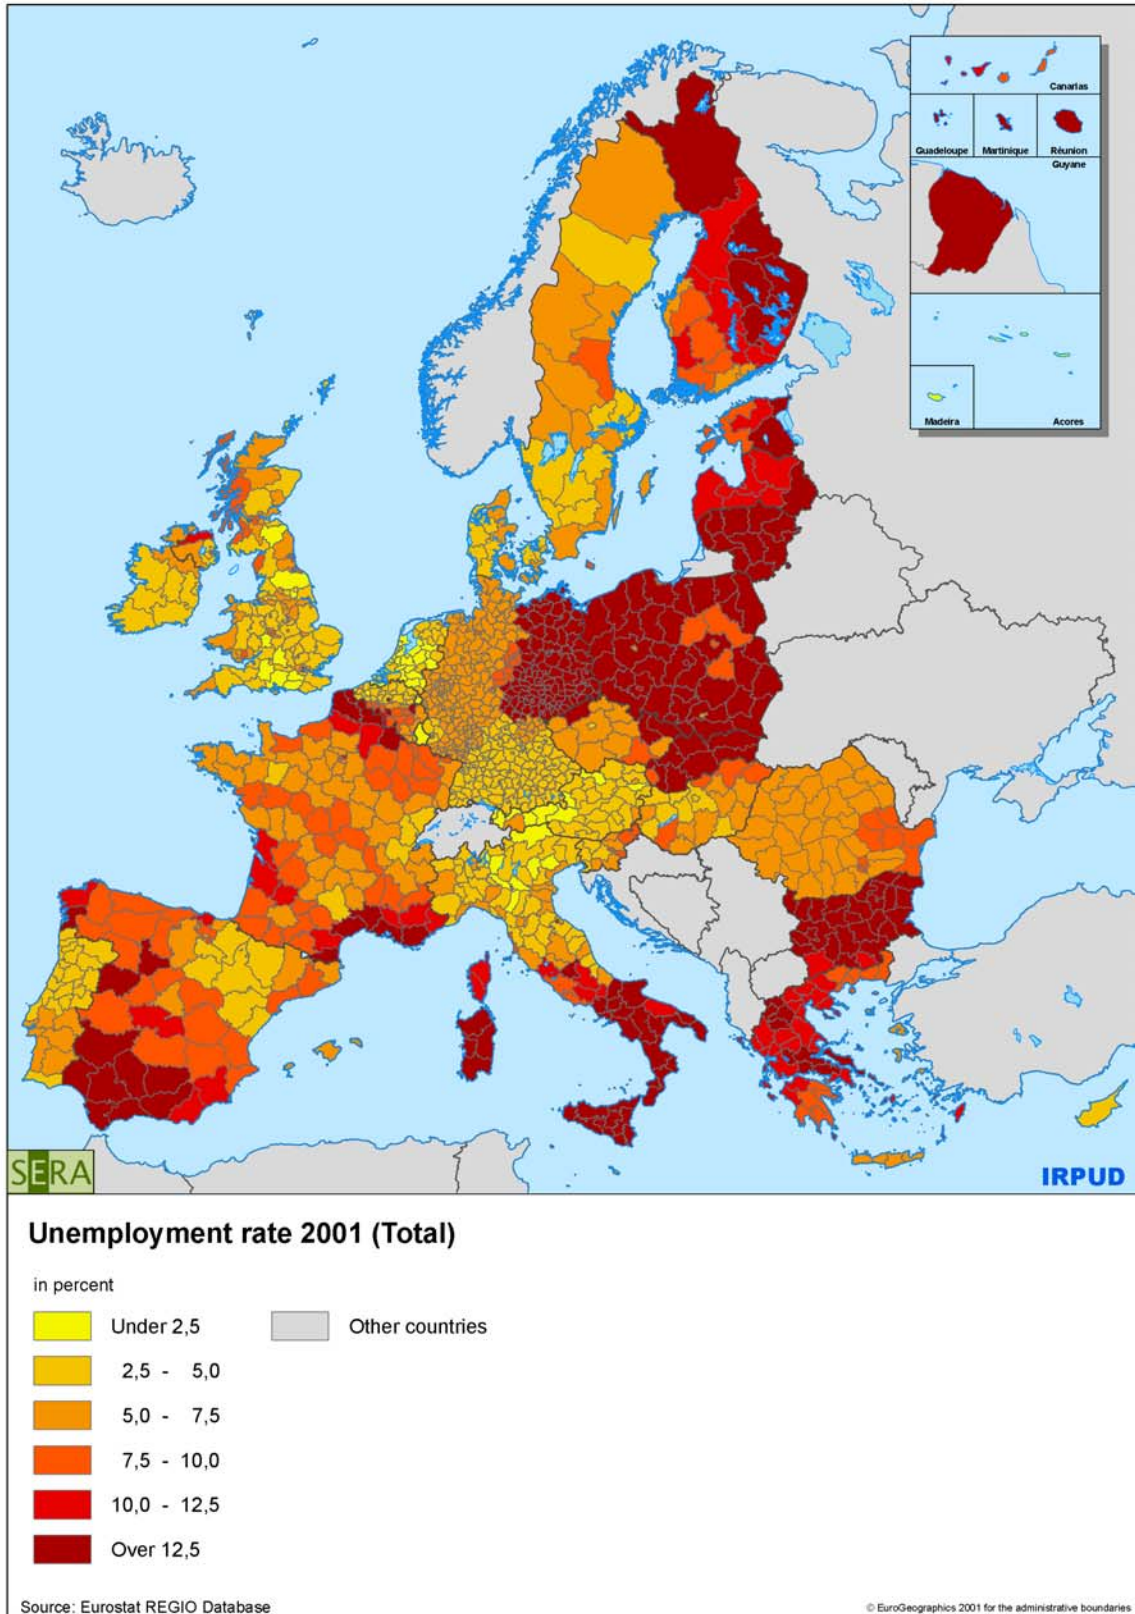 Canarias
Guadeloupe Martinique Réunion
Guyane
Madeira Acores
SERA
IRPUD
Unemployment rate 2001 (Total)
in percent
Under 2,5 Other countries
2,5 - 5,0
5,0 - 7,5
7,5 - 10,0
10,0 - 12,5
Over 12,5
Source: Eurostat REGIO Database © EuroGeographics 2001 for the administrative boundaries